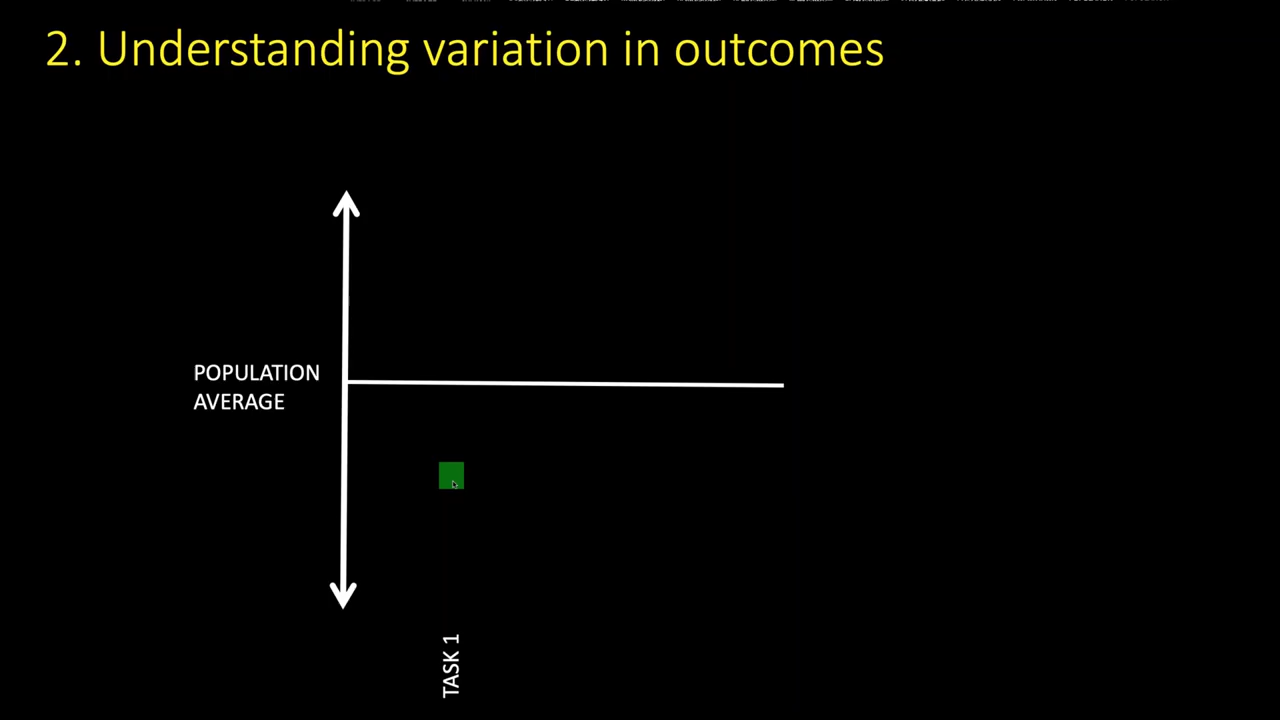 2. Understanding variation in outcomes
POPULATION
AVERAGE
TASK 1